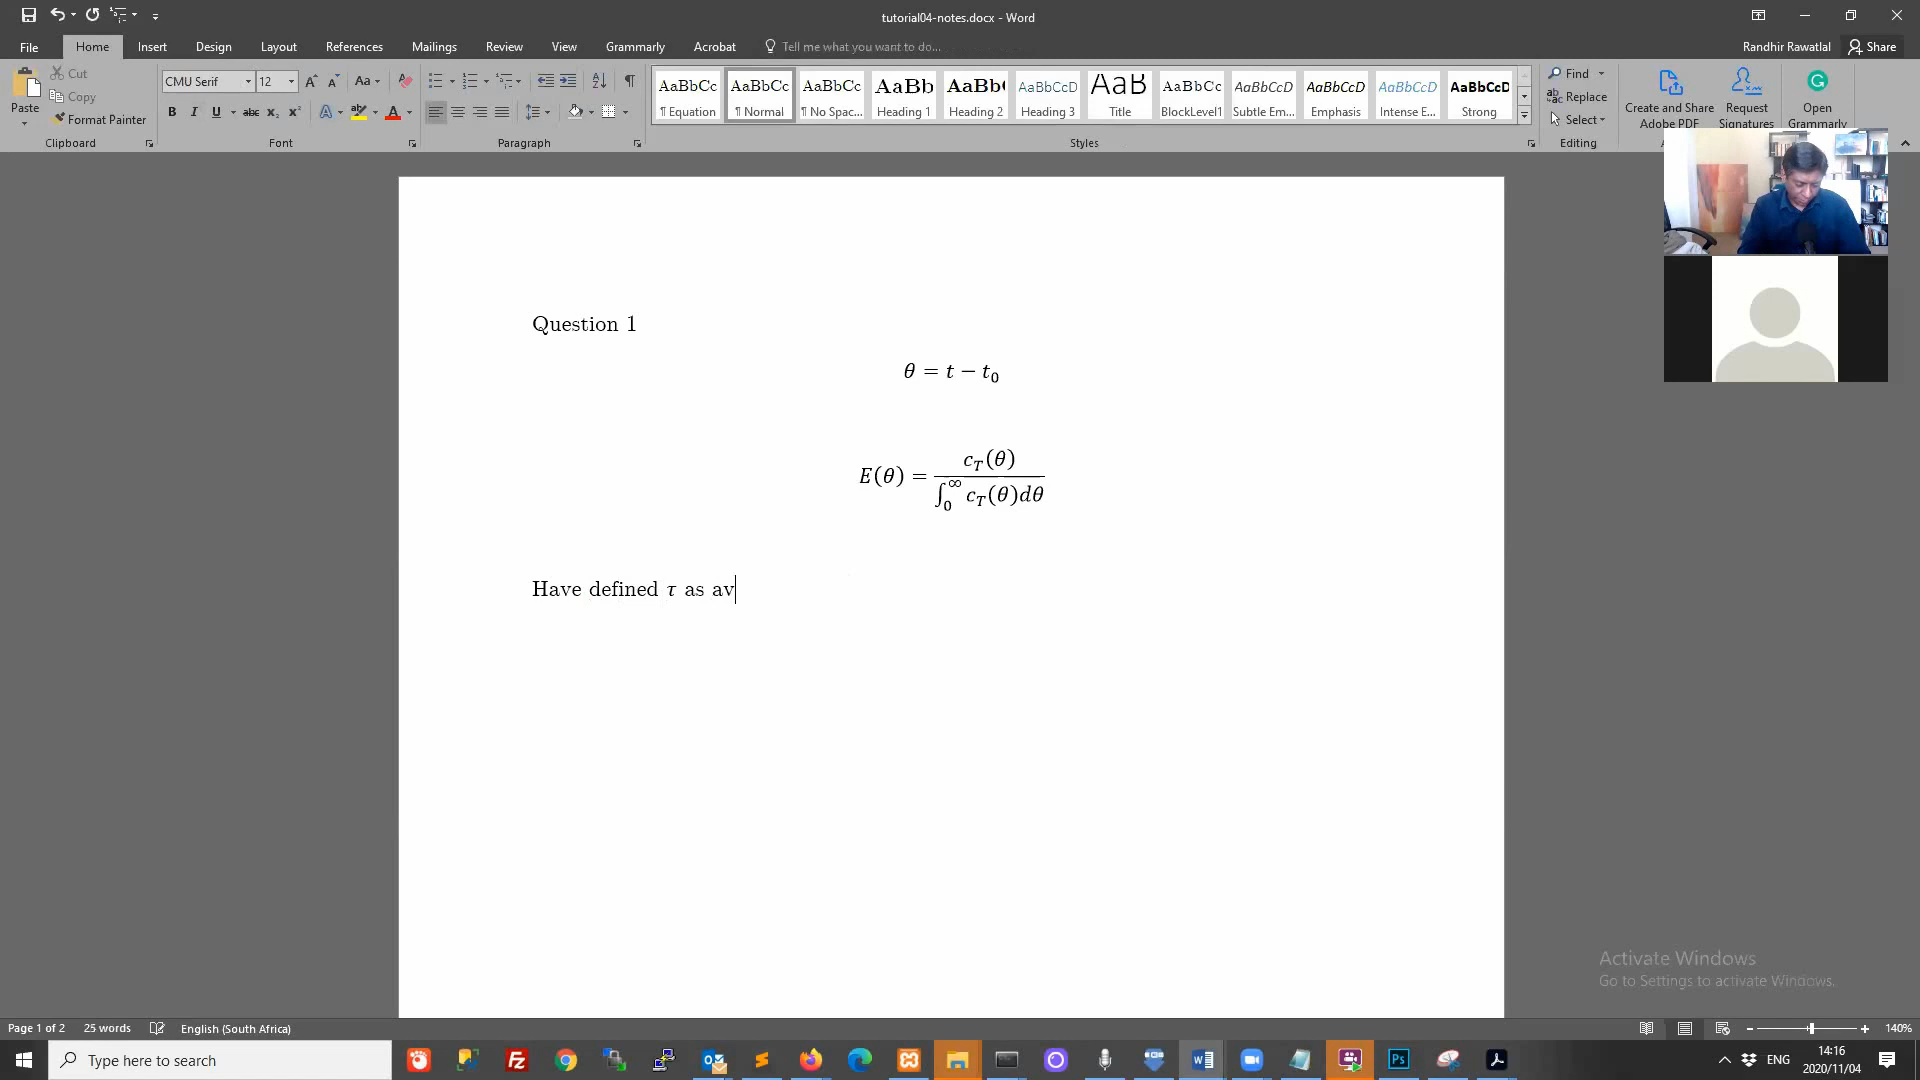 tutorial04-notes.docx - Word
File Home Insert Design Layout References Mailings Review View Grammarly Acrobat Tell me what you want to do... Randhir Rawatlal Share
Paste
Cut
Copy
Format Painter
Clipboard
CMU Serif 12
Font
Paragraph
AaBbCc AaBbCc AaBbCc AaBb AaBb( AaBbCcD AaB AaBbCc AaBbCcD AaBbCcD AaBbCcD AaBbCcD
¶ Equation ¶ Normal ¶ No Spac... Heading 1 Heading 2 Heading 3 Title BlockLevel1 Subtle Em... Emphasis Intense E... Strong
Styles
Find
Replace
Select
Editing
Create and Share
Adobe PDF
Request
Signatures
Open
Grammarly
Question 1
θ = t − t₀
E(θ) = c_T(θ) / ∫₀^∞ c_T(θ)dθ
Have defined τ as av
Activate Windows
Go to Settings to activate Windows.
Page 1 of 2 25 words English (South Africa) 140%
Type here to search
ENG
14:16
2020/11/04